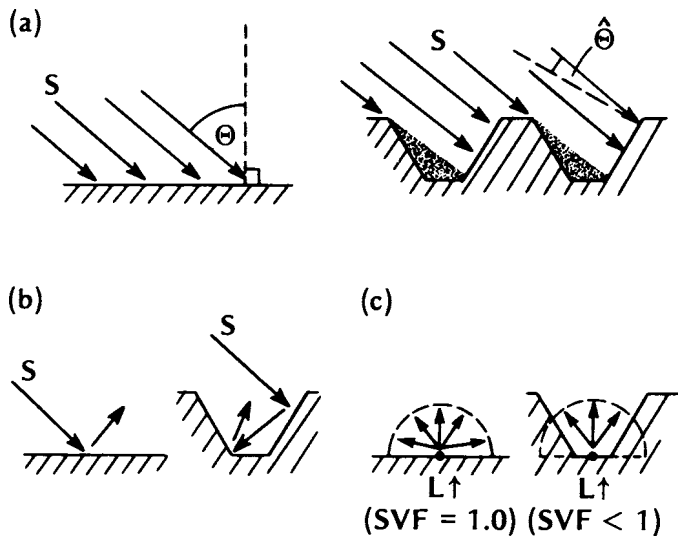 (a)
S
Θ
S
Θ̂
(b)
S
S
(c)
L↑
(SVF = 1.0)
L↑
(SVF < 1)